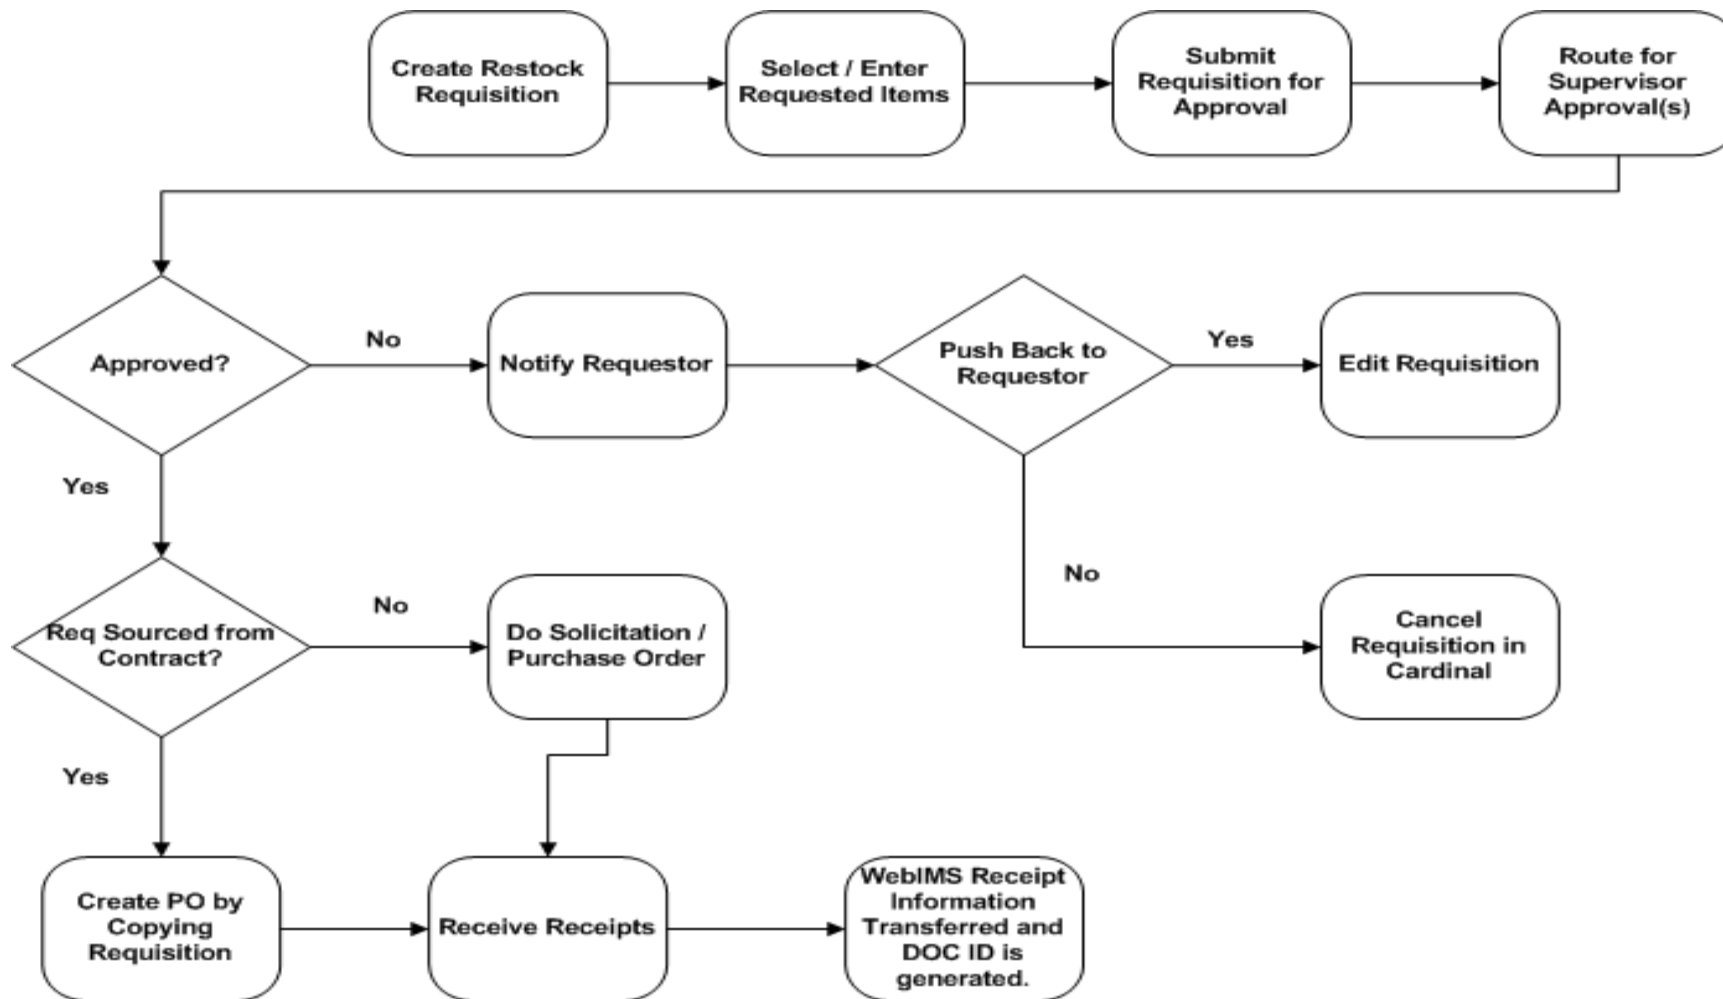 Create Restock
Requisition
Select / Enter
Requested Items
Submit
Requisition for
Approval
Route for
Supervisor
Approval(s)
Approved?
No
Notify Requestor
Push Back to
Requestor
Yes
Edit Requisition
Yes
No
Cancel
Requisition in
Cardinal
Req Sourced from
Contract?
No
Do Solicitation /
Purchase Order
Yes
Create PO by
Copying
Requisition
Receive Receipts
WebIMS Receipt
Information
Transferred and
DOC ID is
generated.